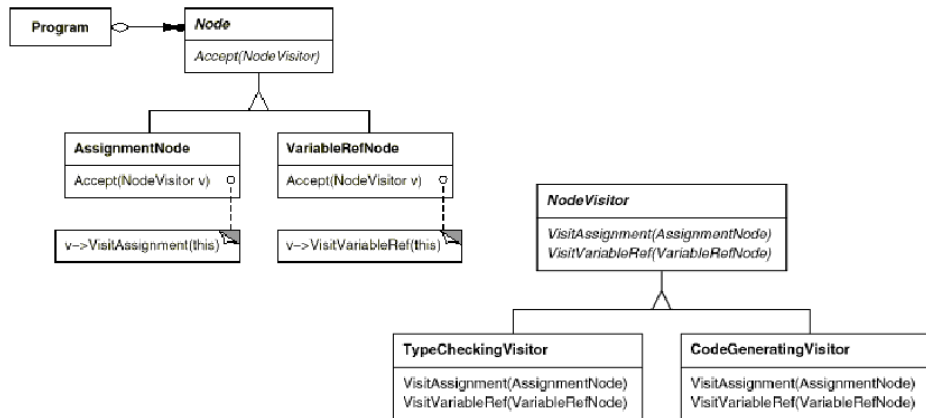 Program
Node
Accept(NodeVisitor)
AssignmentNode
Accept(NodeVisitor v)
VariableRefNode
Accept(NodeVisitor v)
v->VisitAssignment(this)
v->VisitVariableRef(this)
NodeVisitor
VisitAssignment(AssignmentNode)
VisitVariableRef(VariableRefNode)
TypeCheckingVisitor
VisitAssignment(AssignmentNode)
VisitVariableRef(VariableRefNode)
CodeGeneratingVisitor
VisitAssignment(AssignmentNode)
VisitVariableRef(VariableRefNode)